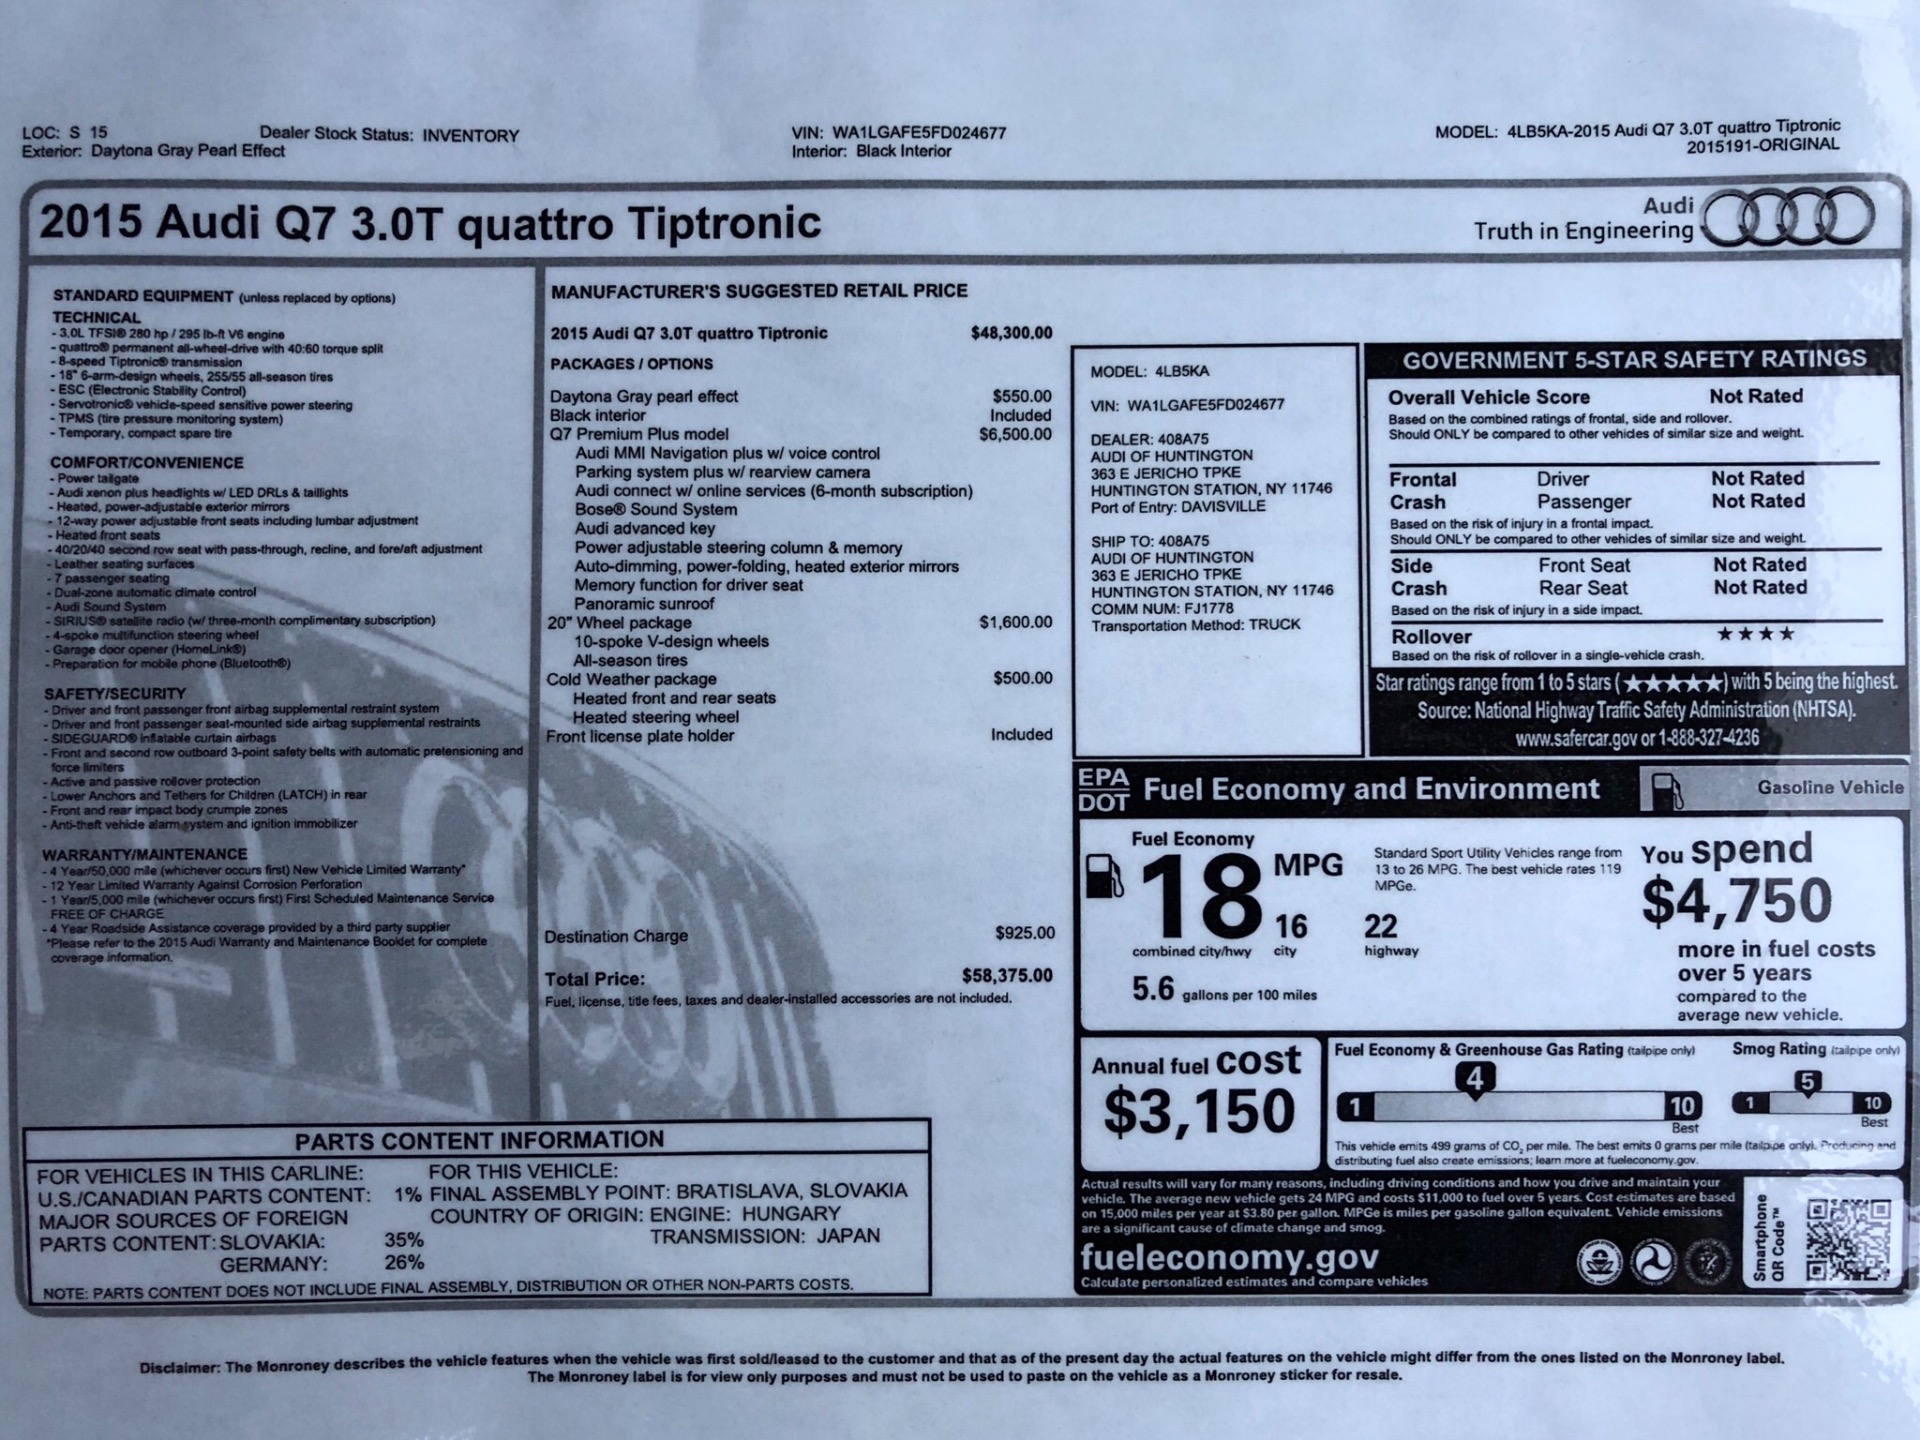 LOC: S 15
Dealer Stock Status: INVENTORY
VIN: WA1LGAFE5FD024677
MODEL: 4LB5KA-2015 Audi Q7 3.0T quattro Tiptronic
Exterior: Daytona Gray Pearl Effect
Interior: Black Interior
2015191-ORIGINAL
2015 Audi Q7 3.0T quattro Tiptronic
Audi
Truth in Engineering
STANDARD EQUIPMENT (unless replaced by options)
TECHNICAL
- 3.0L TFSI® 280 hp / 295 lb-ft V6 engine
- quattro® permanent all-wheel-drive with 40:60 torque split
- 8-speed Tiptronic® transmission
- 18" 6-arm-design wheels, 255/55 all-season tires
- ESC (Electronic Stability Control)
- Servotronic® vehicle-speed sensitive power steering
- TPMS (tire pressure monitoring system)
- Temporary, compact spare tire
COMFORT/CONVENIENCE
- Power tailgate
- Audi xenon plus headlights w/ LED DRLs & taillights
- Heated, power-adjustable exterior mirrors
- 12-way power adjustable front seats including lumbar adjustment
- Heated front seats
- 40/20/40 second row seat with pass-through, recline, and fore/aft adjustment
- Leather seating surfaces
- 7 passenger seating
- Dual-zone automatic climate control
- Audi Sound System
- SIRIUS® satellite radio (w/ three-month complimentary subscription)
- 4-spoke multifunction steering wheel
- Garage door opener (HomeLink®)
- Preparation for mobile phone (Bluetooth®)
SAFETY/SECURITY
- Driver and front passenger front airbag supplemental restraint system
- Driver and front passenger seat-mounted side airbag supplemental restraints
- SIDEGUARD® inflatable curtain airbags
- Front and second row outboard 3-point safety belts with automatic pretensioning and
force limiters
- Active and passive rollover protection
- Lower Anchors and Tethers for Children (LATCH) in rear
- Front and rear impact body crumple zones
- Anti-theft vehicle alarm system and ignition immobilizer
WARRANTY/MAINTENANCE
- 4 Year/50,000 mile (whichever occurs first) New Vehicle Limited Warranty*
- 12 Year Limited Warranty Against Corrosion Perforation
- 1 Year/5,000 mile (whichever occurs first) First Scheduled Maintenance Service
FREE OF CHARGE
- 4 Year Roadside Assistance coverage provided by a third party supplier
*Please refer to the 2015 Audi Warranty and Maintenance Booklet for complete
coverage information.
MANUFACTURER'S SUGGESTED RETAIL PRICE
2015 Audi Q7 3.0T quattro Tiptronic $48,300.00
PACKAGES / OPTIONS
Daytona Gray pearl effect $550.00
Black interior Included
Q7 Premium Plus model $6,500.00
Audi MMI Navigation plus w/ voice control
Parking system plus w/ rearview camera
Audi connect w/ online services (6-month subscription)
Bose® Sound System
Audi advanced key
Power adjustable steering column & memory
Auto-dimming, power-folding, heated exterior mirrors
Memory function for driver seat
Panoramic sunroof
20" Wheel package $1,600.00
10-spoke V-design wheels
All-season tires
Cold Weather package $500.00
Heated front and rear seats
Heated steering wheel
Front license plate holder Included
Destination Charge $925.00
Total Price: $58,375.00
Fuel, license, title fees, taxes and dealer-installed accessories are not included.
MODEL: 4LB5KA
VIN: WA1LGAFE5FD024677
DEALER: 408A75
AUDI OF HUNTINGTON
363 E JERICHO TPKE
HUNTINGTON STATION, NY 11746
Port of Entry: DAVISVILLE
SHIP TO: 408A75
AUDI OF HUNTINGTON
363 E JERICHO TPKE
HUNTINGTON STATION, NY 11746
COMM NUM: FJ1778
Transportation Method: TRUCK
GOVERNMENT 5-STAR SAFETY RATINGS
Overall Vehicle Score Not Rated
Based on the combined ratings of frontal, side and rollover.
Should ONLY be compared to other vehicles of similar size and weight.
Frontal Driver Not Rated
Crash Passenger Not Rated
Based on the risk of injury in a frontal impact.
Should ONLY be compared to other vehicles of similar size and weight.
Side Front Seat Not Rated
Crash Rear Seat Not Rated
Based on the risk of injury in a side impact.
Rollover ★★★★
Based on the risk of rollover in a single-vehicle crash.
Star ratings range from 1 to 5 stars (★★★★★) with 5 being the highest.
Source: National Highway Traffic Safety Administration (NHTSA).
www.safercar.gov or 1-888-327-4236
EPA
DOT
Fuel Economy and Environment
Gasoline Vehicle
Fuel Economy
18 MPG
16
city
22
highway
combined city/hwy
5.6 gallons per 100 miles
Standard Sport Utility Vehicles range from
13 to 26 MPG. The best vehicle rates 119
MPGe.
You spend
$4,750
more in fuel costs
over 5 years
compared to the
average new vehicle.
Annual fuel cost
$3,150
Fuel Economy & Greenhouse Gas Rating (tailpipe only)
4
1
10
Best
Smog Rating (tailpipe only)
5
1
10
Best
This vehicle emits 499 grams of CO2 per mile. The best emits 0 grams per mile (tailpipe only). Producing and
distributing fuel also create emissions; learn more at fueleconomy.gov.
Actual results will vary for many reasons, including driving conditions and how you drive and maintain your
vehicle. The average new vehicle gets 24 MPG and costs $11,000 to fuel over 5 years. Cost estimates are based
on 15,000 miles per year at $3.80 per gallon. MPGe is miles per gasoline gallon equivalent. Vehicle emissions
are a significant cause of climate change and smog.
fueleconomy.gov
Calculate personalized estimates and compare vehicles
Smartphone
QR Code™
PARTS CONTENT INFORMATION
FOR VEHICLES IN THIS CARLINE:
U.S./CANADIAN PARTS CONTENT: 1%
MAJOR SOURCES OF FOREIGN
PARTS CONTENT: SLOVAKIA: 35%
GERMANY: 26%
FOR THIS VEHICLE:
FINAL ASSEMBLY POINT: BRATISLAVA, SLOVAKIA
COUNTRY OF ORIGIN: ENGINE: HUNGARY
TRANSMISSION: JAPAN
NOTE: PARTS CONTENT DOES NOT INCLUDE FINAL ASSEMBLY, DISTRIBUTION OR OTHER NON-PARTS COSTS.
Disclaimer: The Monroney describes the vehicle features when the vehicle was first sold/leased to the customer and that as of the present day the actual features on the vehicle might differ from the ones listed on the Monroney label.
The Monroney label is for view only purposes and must not be used to paste on the vehicle as a Monroney sticker for resale.